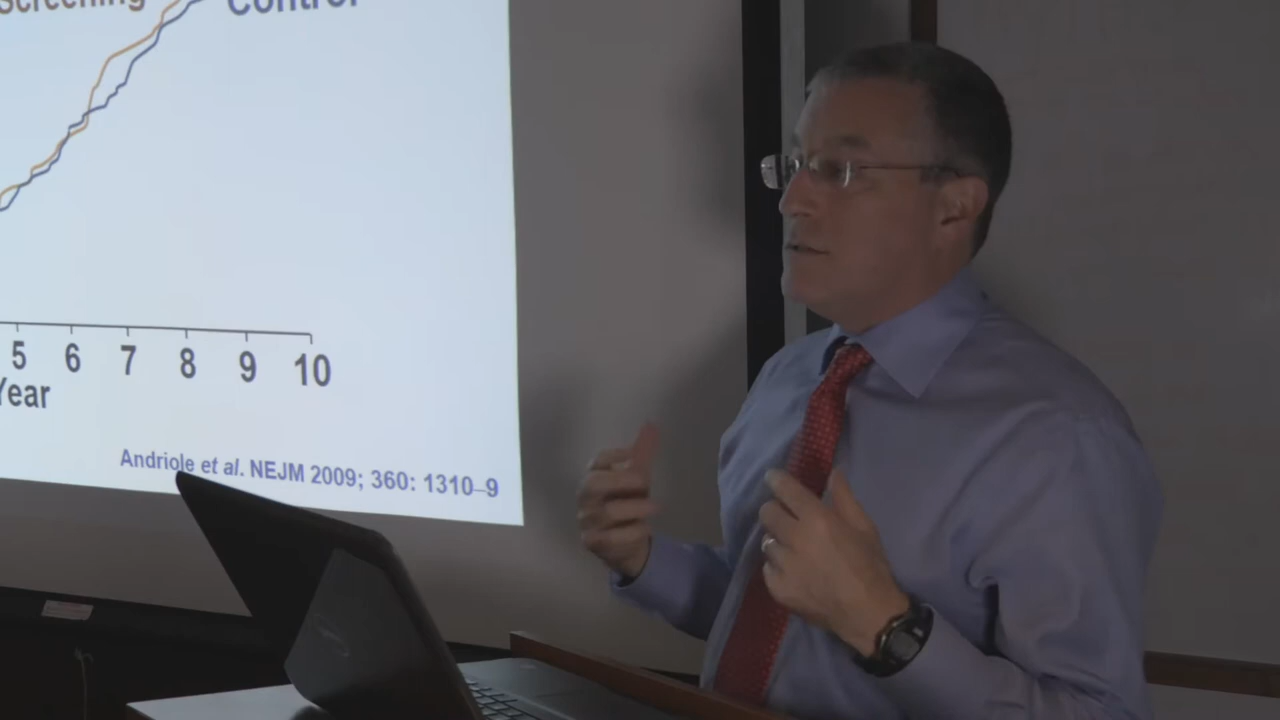 Screening
Control
5 6 7 8 9 10
Year
Andriole et al. NEJM 2009; 360: 1310–9